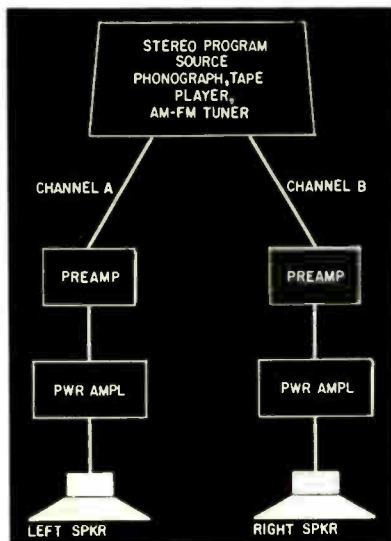 STEREO PROGRAM
SOURCE
PHONOGRAPH, TAPE
PLAYER,
AM-FM TUNER
CHANNEL A
CHANNEL B
PREAMP
PREAMP
PWR AMPL
PWR AMPL
LEFT SPKR
RIGHT SPKR